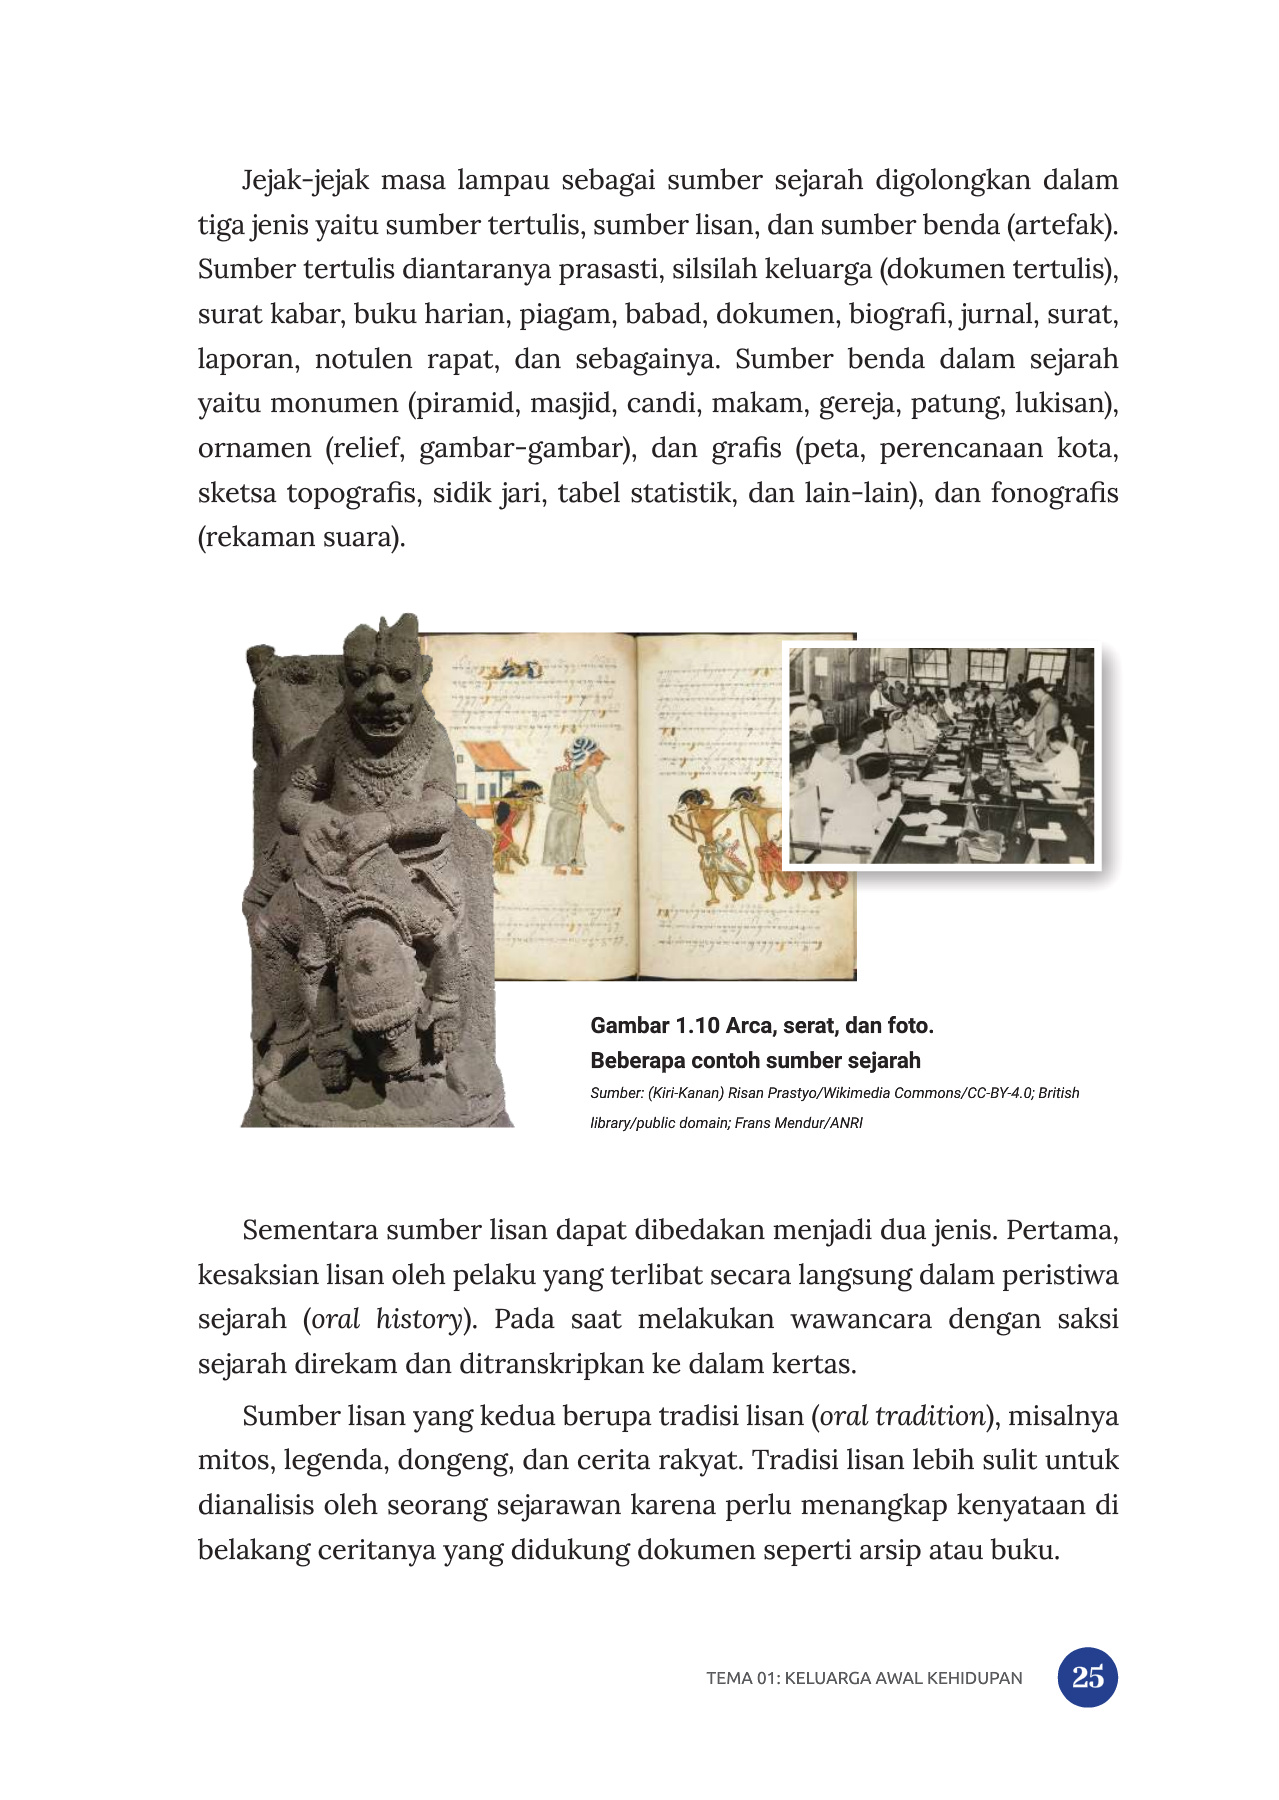 Jejak-jejak masa lampau sebagai sumber sejarah digolongkan dalam
tiga jenis yaitu sumber tertulis, sumber lisan, dan sumber benda (artefak).
Sumber tertulis diantaranya prasasti, silsilah keluarga (dokumen tertulis),
surat kabar, buku harian, piagam, babad, dokumen, biografi, jurnal, surat,
laporan, notulen rapat, dan sebagainya. Sumber benda dalam sejarah
yaitu monumen (piramid, masjid, candi, makam, gereja, patung, lukisan),
ornamen (relief, gambar-gambar), dan grafis (peta, perencanaan kota,
sketsa topografis, sidik jari, tabel statistik, dan lain-lain), dan fonografis
(rekaman suara).
Gambar 1.10 Arca, serat, dan foto.
Beberapa contoh sumber sejarah
Sumber: (Kiri-Kanan) Risan Prastyo/Wikimedia Commons/CC-BY-4.0; British
library/public domain; Frans Mendur/ANRI
Sementara sumber lisan dapat dibedakan menjadi dua jenis. Pertama,
kesaksian lisan oleh pelaku yang terlibat secara langsung dalam peristiwa
sejarah (oral history). Pada saat melakukan wawancara dengan saksi
sejarah direkam dan ditranskripkan ke dalam kertas.
Sumber lisan yang kedua berupa tradisi lisan (oral tradition), misalnya
mitos, legenda, dongeng, dan cerita rakyat. Tradisi lisan lebih sulit untuk
dianalisis oleh seorang sejarawan karena perlu menangkap kenyataan di
belakang ceritanya yang didukung dokumen seperti arsip atau buku.
TEMA 01: KELUARGA AWAL KEHIDUPAN
25